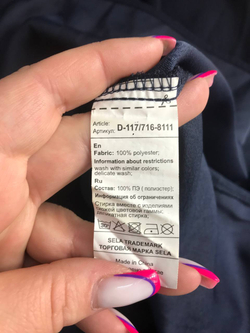 Article:
Артикул: D-117/716-8111
En
Fabric: 100% polyester;
Information about restrictions
wash with similar colors;
delicate wash;
Ru
Состав: 100% ПЭ (полиэстер);
Информация об ограничениях
Стирка вместе с изделиями
цветовой гаммы;
стирка;
SELA TRADEMARK
ТОРГОВАЯ МАРКА SELA
Made in China